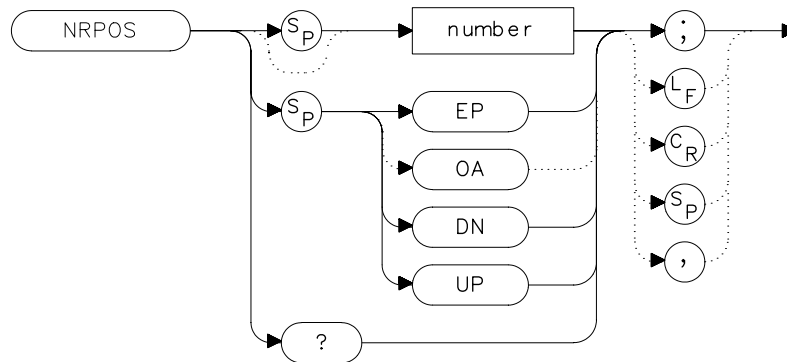 NRPOS SP number ;
LF
SP EP
OA CR
DN SP
UP ,
?